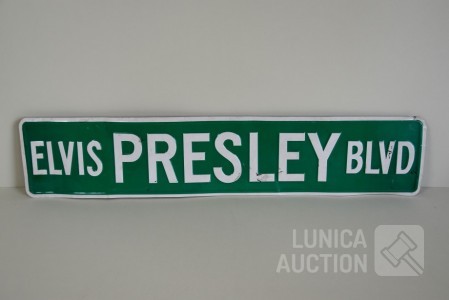 ELVIS PRESLEY BLVD
LUNICA
AUCTION